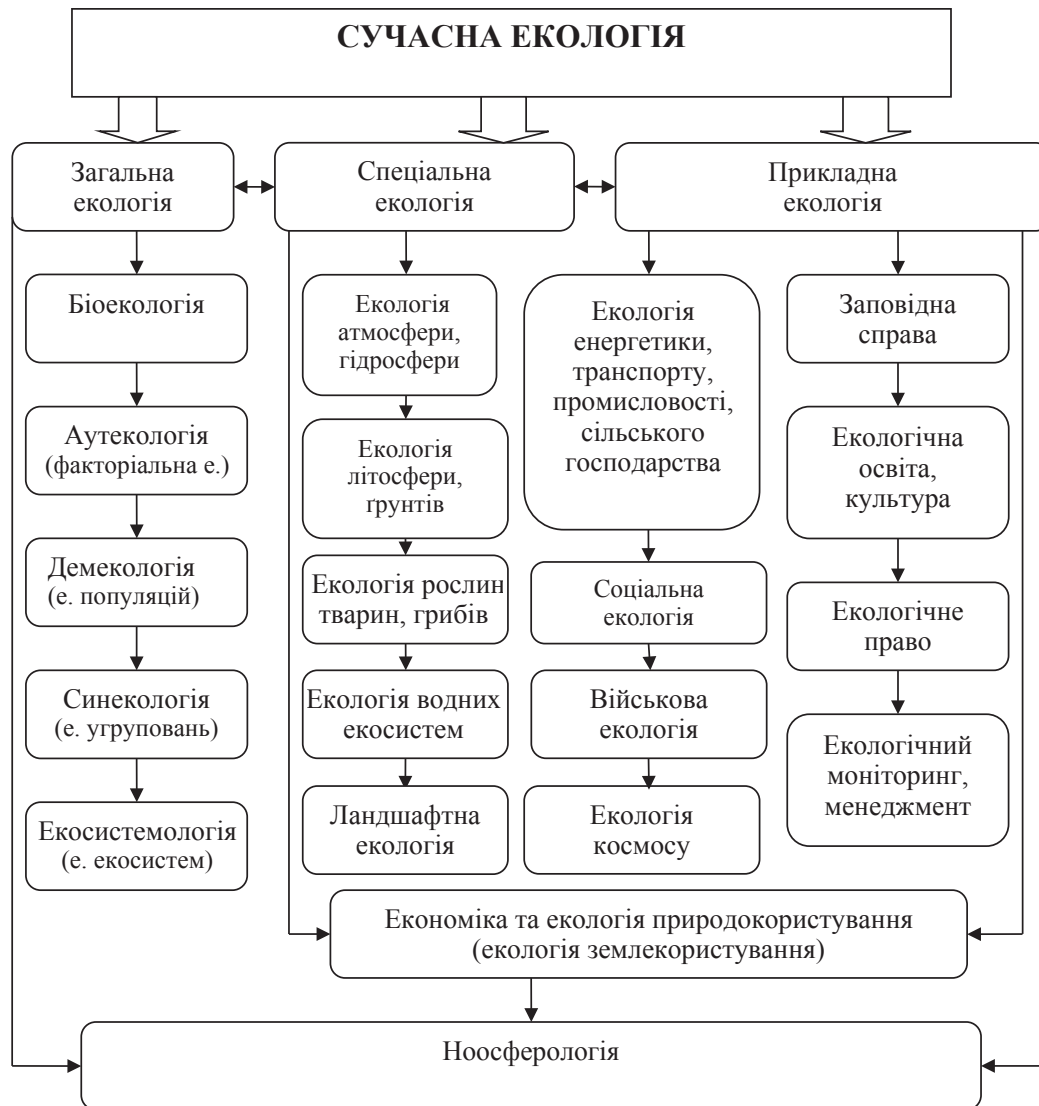 СУЧАСНА ЕКОЛОГІЯ
Загальна
екологія
Спеціальна
екологія
Прикладна
екологія
Біоекологія
Аутекологія
(факторіальна е.)
Демекологія
(е. популяцій)
Синекологія
(е. угруповань)
Екосистемологія
(е. екосистем)
Екологія
атмосфери,
гідросфери
Екологія
літосфери,
ґрунтів
Екологія рослин
тварин, грибів
Екологія водних
екосистем
Ландшафтна
екологія
Екологія
енергетики,
транспорту,
промисловості,
сільського
господарства
Соціальна
екологія
Військова
екологія
Екологія
космосу
Заповідна
справа
Екологічна
освіта,
культура
Екологічне
право
Екологічний
моніторинг,
менеджмент
Економіка та екологія природокористування
(екологія землекористування)
Ноосферологія